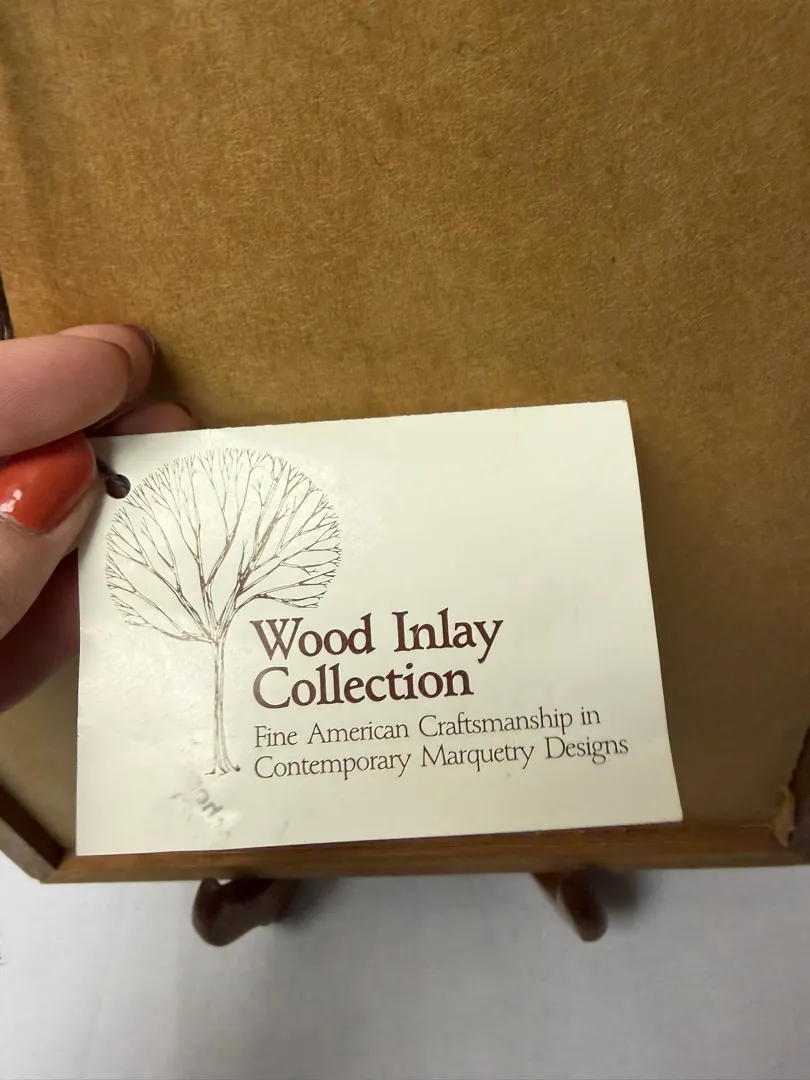 Wood Inlay
Collection
Fine American Craftsmanship in
Contemporary Marquetry Designs